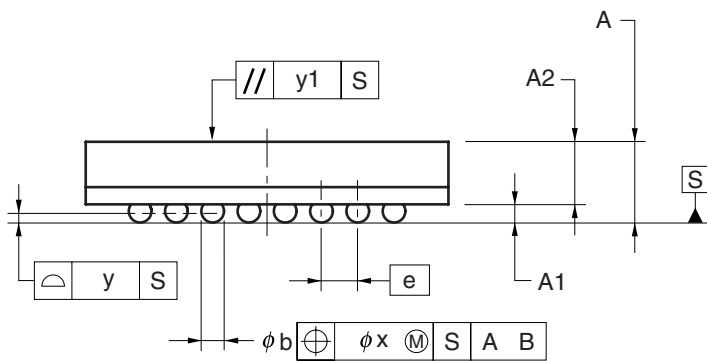 A
// y1 S
A2
S
⌓ y S
e
A1
φb ⌖ φx Ⓜ S A B